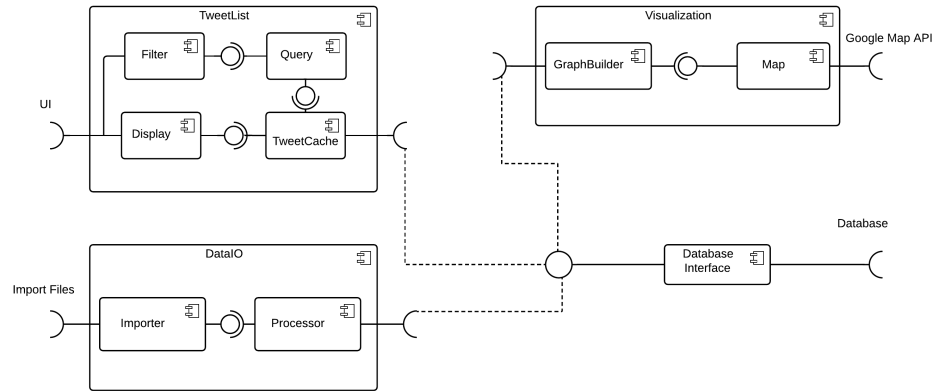 TweetList
Filter
Query
UI
Display
TweetCache
Visualization
Google Map API
GraphBuilder
Map
DataIO
Import Files
Importer
Processor
Database
Interface
Database